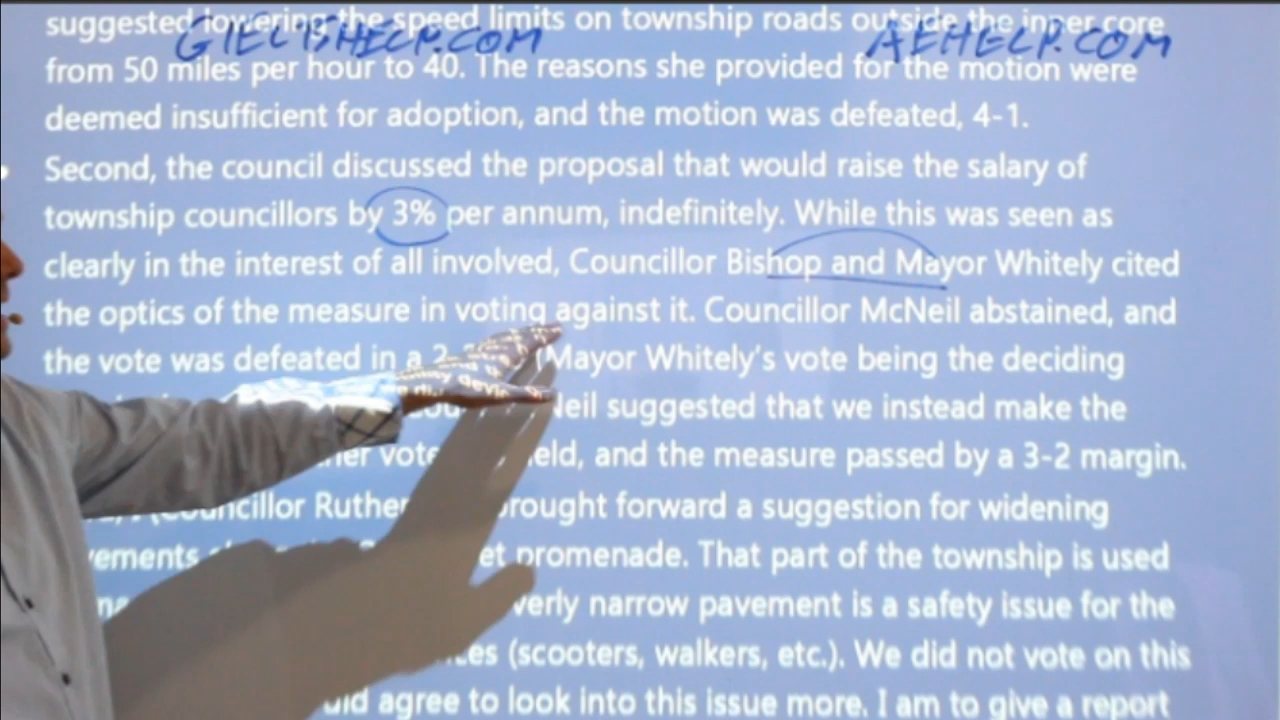 GIELTSHELP.COM AEHELP.COM
suggested lowering the speed limits on township roads outside the inner core
from 50 miles per hour to 40. The reasons she provided for the motion were
deemed insufficient for adoption, and the motion was defeated, 4-1.
Second, the council discussed the proposal that would raise the salary of
township councillors by 3% per annum, indefinitely. While this was seen as
clearly in the interest of all involved, Councillor Bishop and Mayor Whitely cited
the optics of the measure in voting against it. Councillor McNeil abstained, and
the vote was defeated in a Mayor Whitely's vote being the deciding
suggested that we instead make the
and the measure passed by a 3-2 margin.
brought forward a suggestion for widening
promenade. That part of the township is used
narrow pavement is a safety issue for the
(scooters, walkers, etc.). We did not vote on this
agree to look into this issue more. I am to give a report